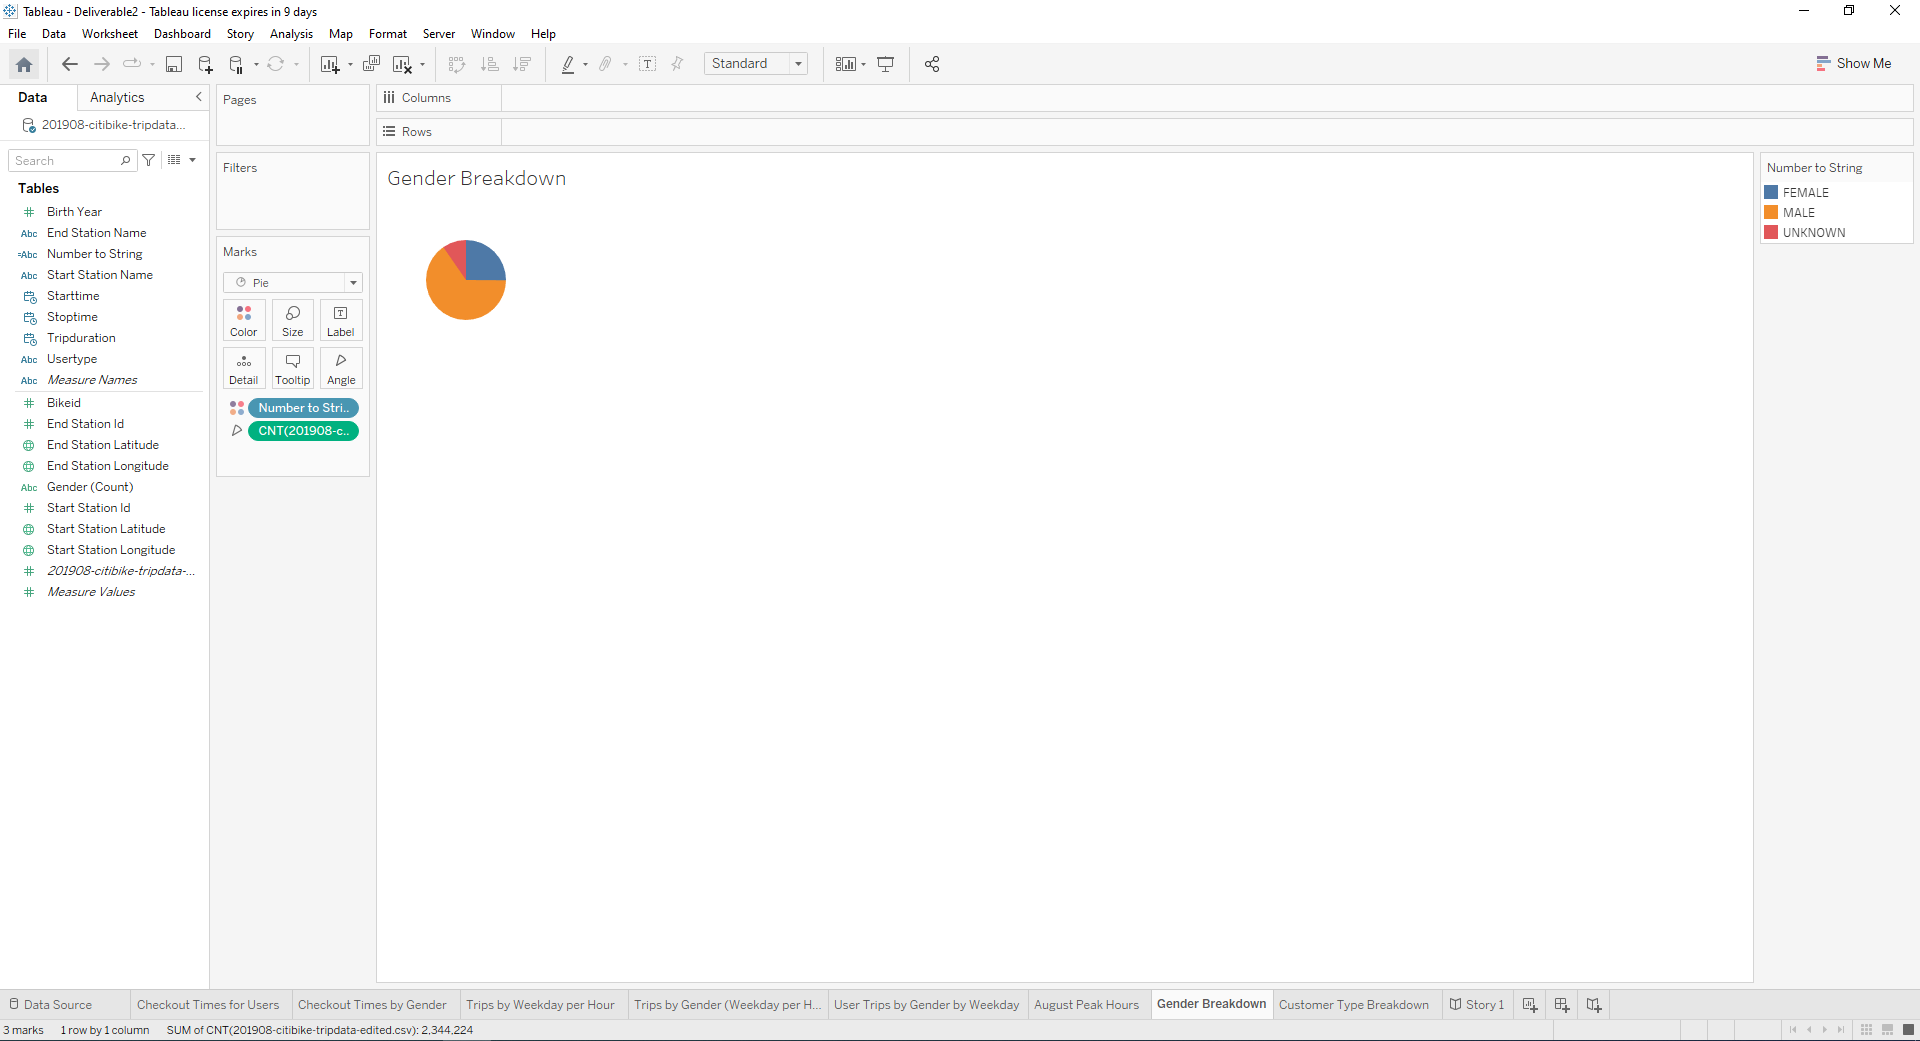 Tableau - Deliverable2 - Tableau license expires in 9 days
File Data Worksheet Dashboard Story Analysis Map Format Server Window Help
Standard
Show Me
Data Analytics
201908-citibike-tripdata...
Search
Tables
# Birth Year
Abc End Station Name
=Abc Number to String
Abc Start Station Name
Starttime
Stoptime
Tripduration
Abc Usertype
Abc Measure Names
# Bikeid
# End Station Id
End Station Latitude
End Station Longitude
Abc Gender (Count)
# Start Station Id
Start Station Latitude
Start Station Longitude
# 201908-citibike-tripdata-...
# Measure Values
Pages
Filters
Marks
Pie
Color Size Label
Detail Tooltip Angle
Number to Stri..
CNT(201908-c..
Columns
Rows
Gender Breakdown
Number to String
FEMALE
MALE
UNKNOWN
Data Source Checkout Times for Users Checkout Times by Gender Trips by Weekday per Hour Trips by Gender (Weekday per H... User Trips by Gender by Weekday August Peak Hours Gender Breakdown Customer Type Breakdown Story 1
3 marks 1 row by 1 column SUM of CNT(201908-citibike-tripdata-edited.csv): 2,344,224